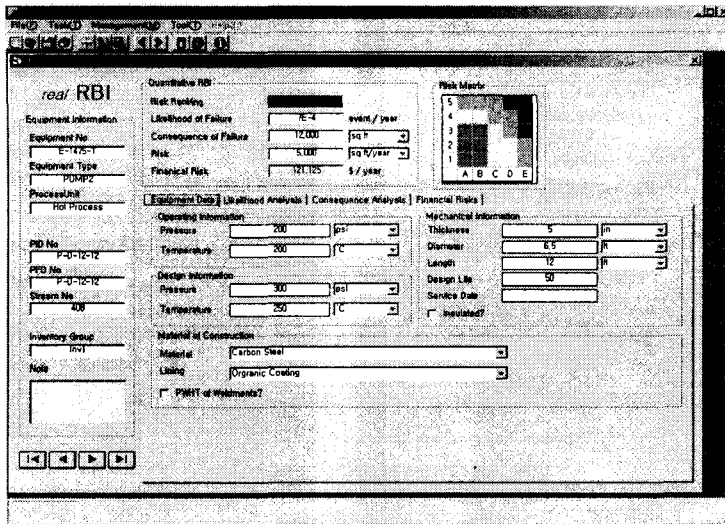 real RBI
Equipment Information
Equipment No
E-1475-T
Equipment Type
PUMP2
ProcessUnit
Hot Process
PID No
P-D-12-12
PFD No
P-D-12-12
Stream No
408
Inventory Group
Inv1
Note
Quantitative RBI
Risk Ranking
Likelihood of Failure 7E-4 event / year
Consequence of Failure 12,000 sq ft
Risk 5,000 sq ft/year
Finanical Risk 121,125 $ / year
Risk Matrix
5
4
3
2
1
A B C D E
Equipment Data Likelihood Analysis Consequence Analysis Financial Risks
Operating Information
Pressure 200 psi
Temperature 200 °C
Design Information
Pressure 300 psi
Temperature 250 °C
Mechanical Information
Thickness 5 in
Diameter 6.5 ft
Length 12 ft
Design Life 50
Service Date
Insulated?
Material of Construction
Material Carbon Steel
Lining Orgranic Coating
PWHT of Weldments?